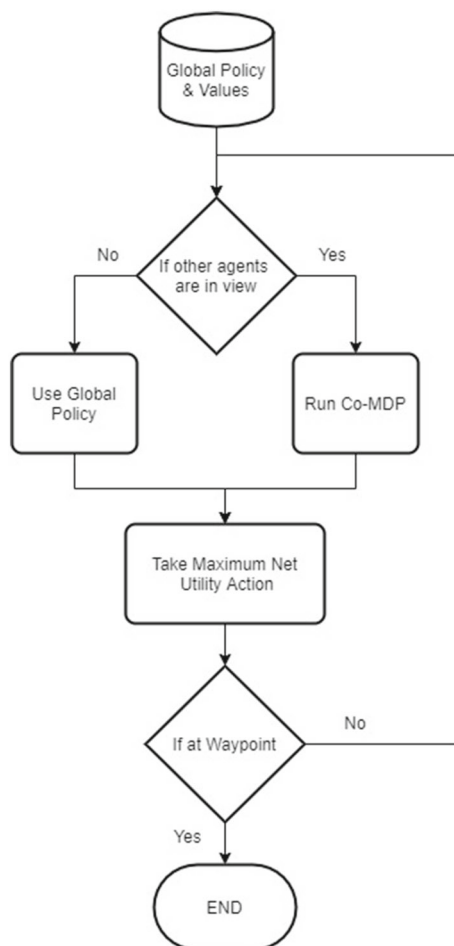 Global Policy
& Values
No
Yes
If other agents
are in view
Use Global
Policy
Run Co-MDP
Take Maximum Net
Utility Action
If at Waypoint
No
Yes
END